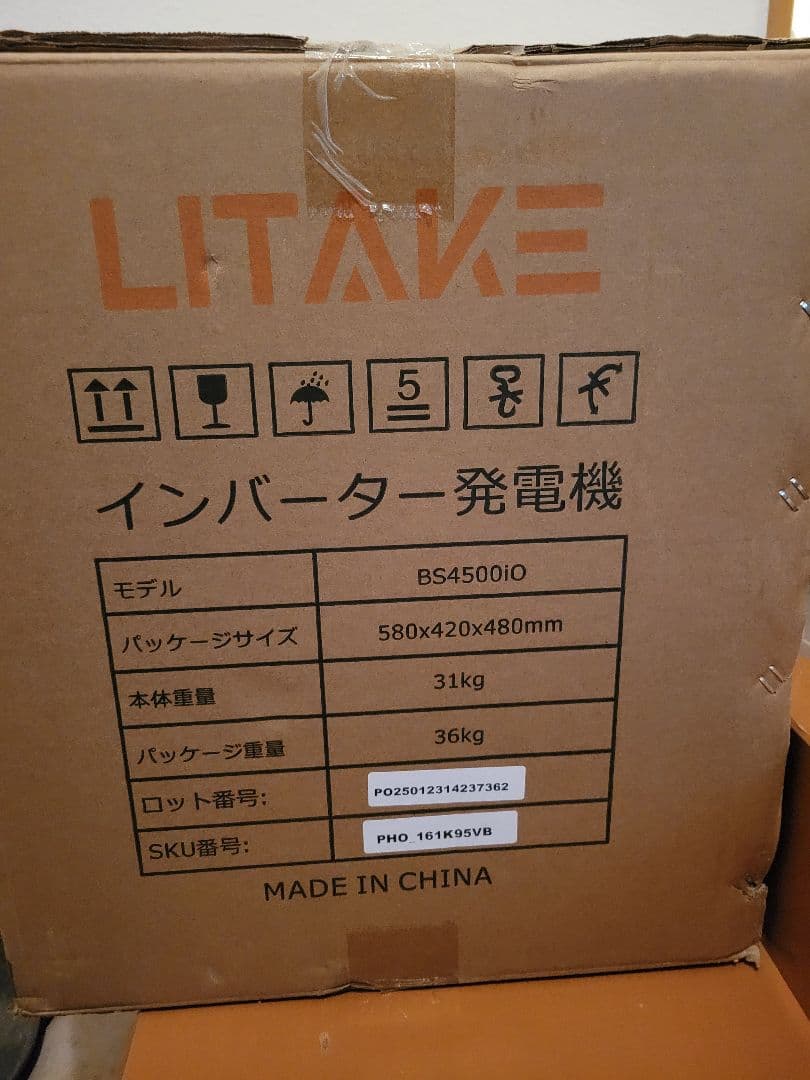 LITAKE
5
インバーター発電機
モデル BS4500iO
パッケージサイズ 580x420x480mm
本体重量 31kg
パッケージ重量 36kg
ロット番号: PO25012314237362
SKU番号: PHO_161K95VB
MADE IN CHINA